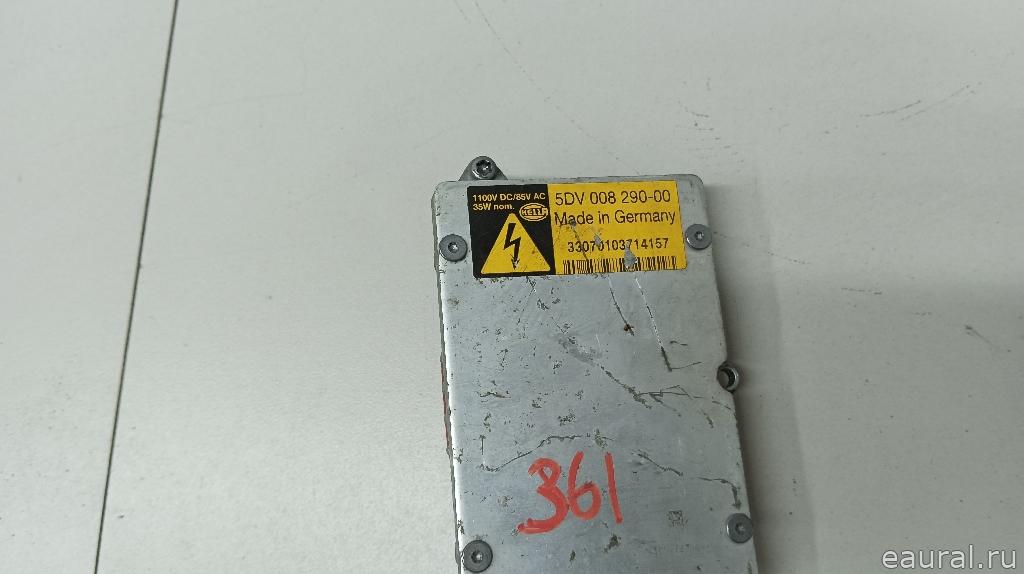 1100V DC/85V AC
35W nom.
HELLA
5DV 008 290-00
Made in Germany
33070103714157
361
eaural.ru